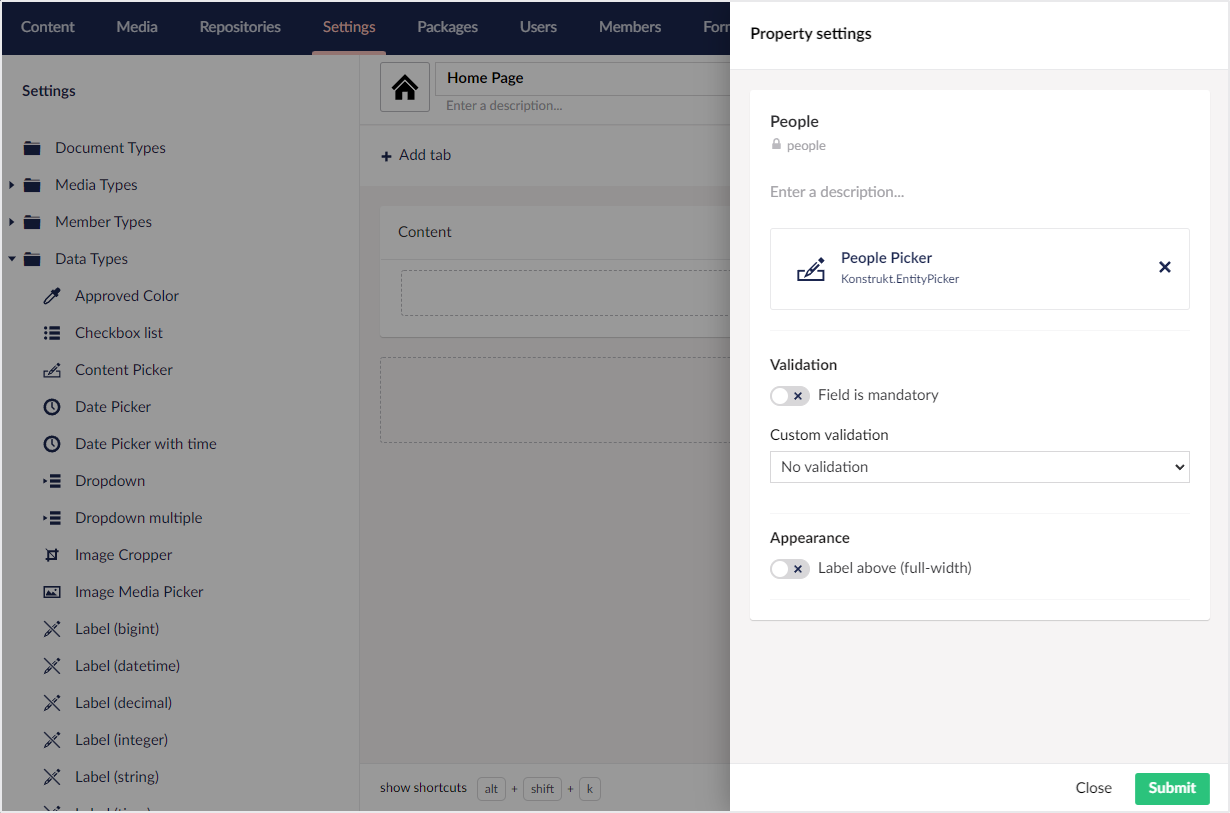 Content Media Repositories Settings Packages Users Members
Settings
Document Types
Media Types
Member Types
Data Types
Approved Color
Checkbox list
Content Picker
Date Picker
Date Picker with time
Dropdown
Dropdown multiple
Image Cropper
Image Media Picker
Label (bigint)
Label (datetime)
Label (decimal)
Label (integer)
Label (string)
Home Page
Enter a description...
+ Add tab
Content
show shortcuts alt + shift + k
Property settings
People
people
Enter a description...
People Picker
Konstrukt.EntityPicker
Validation
Field is mandatory
Custom validation
No validation
Appearance
Label above (full-width)
Close Submit